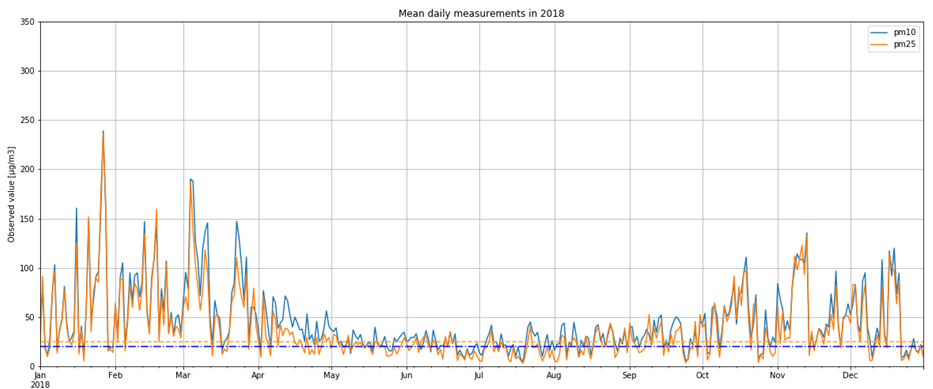 Mean daily measurements in 2018
pm10
pm25
Observed value [µg/m3]
350
300
250
200
150
100
50
0
Jan Feb Mar Apr May Jun Jul Aug Sep Oct Nov Dec
2018